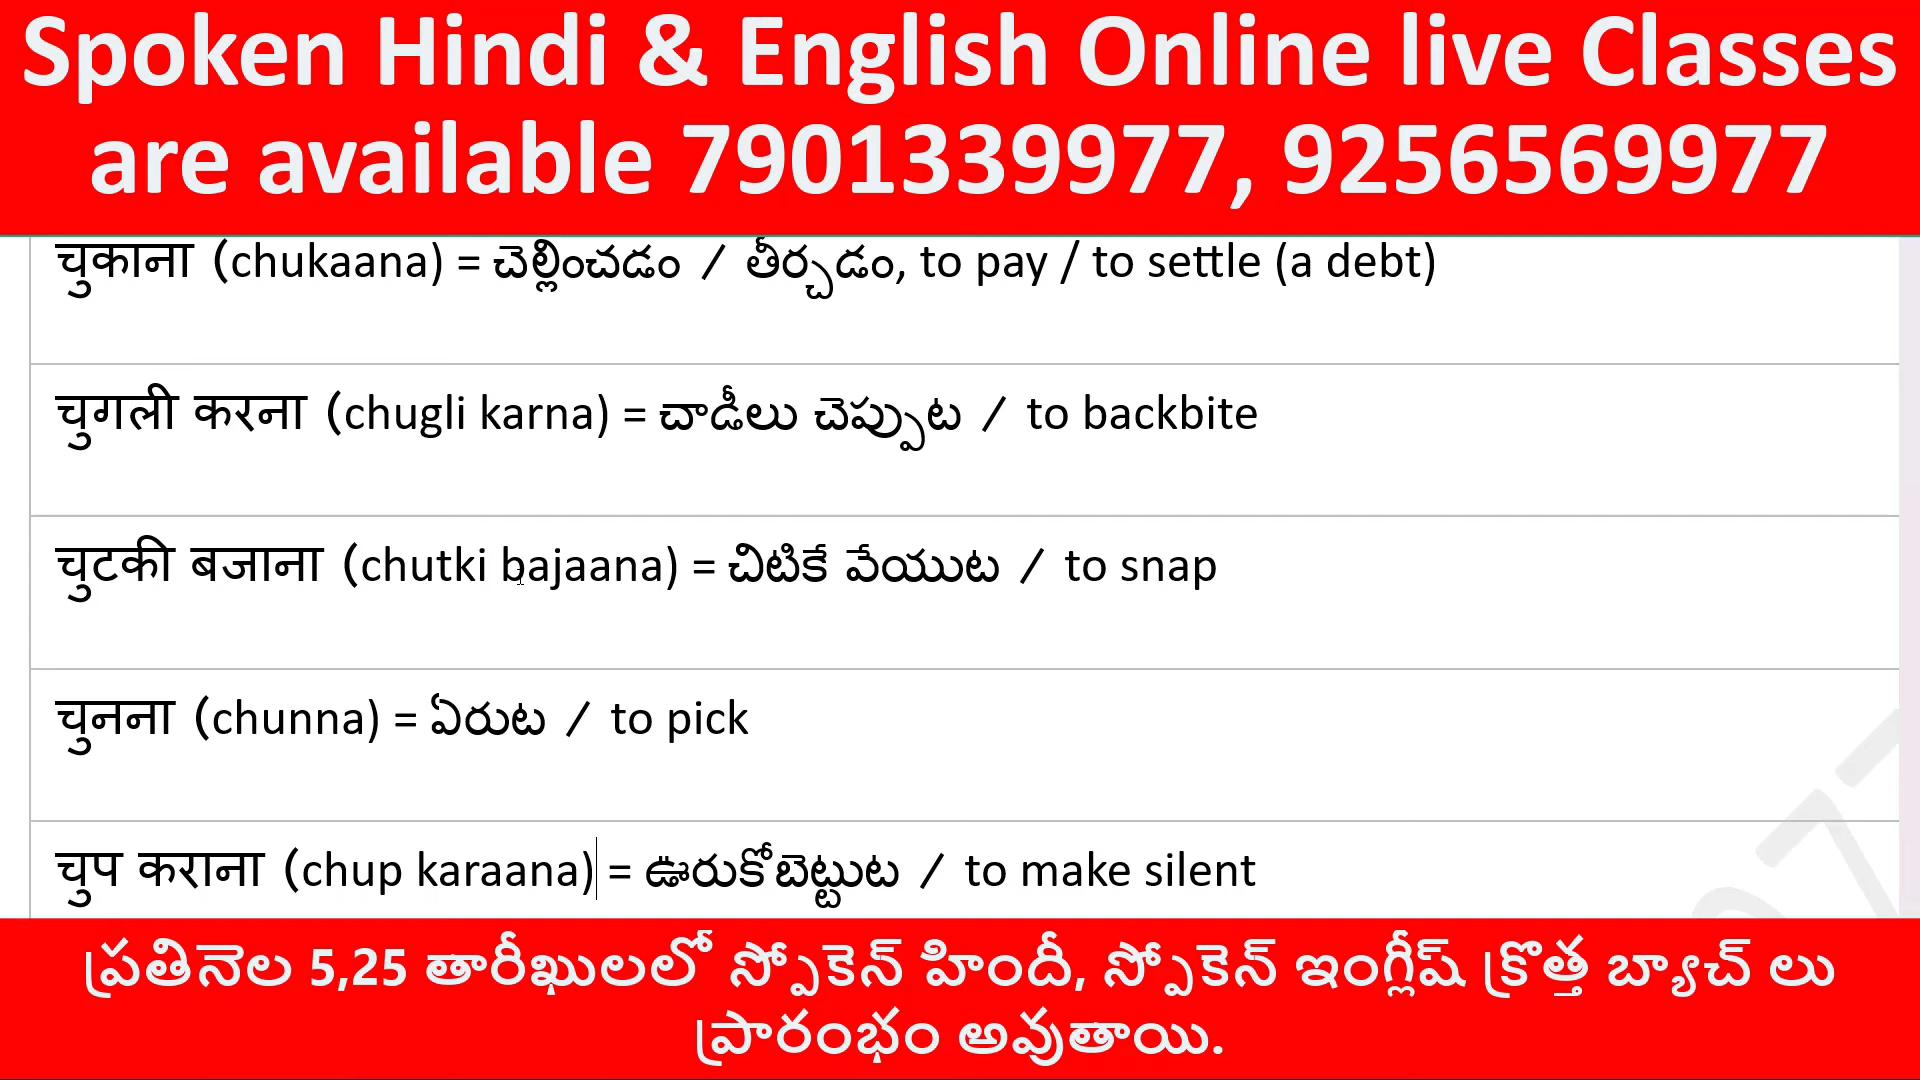 Spoken Hindi & English Online live Classes
are available 7901339977, 9256569977
चुकाना (chukaana) = చెల్లించడం / తీర్చడం, to pay / to settle (a debt)
चुगली करना (chugli karna) = చాడీలు చెప్పుట / to backbite
चुटकी बजाना (chutki bajaana) = చిటికే వేయుట / to snap
चुनना (chunna) = ఏరుట / to pick
चुप कराना (chup karaana) = ఊరుకోబెట్టుట / to make silent
ప్రతినెల 5,25 తారీఖులలో స్పోకెన్ హిందీ, స్పోకెన్ ఇంగ్లీష్ క్రొత్త బ్యాచ్ లు
ప్రారంభం అవుతాయి.